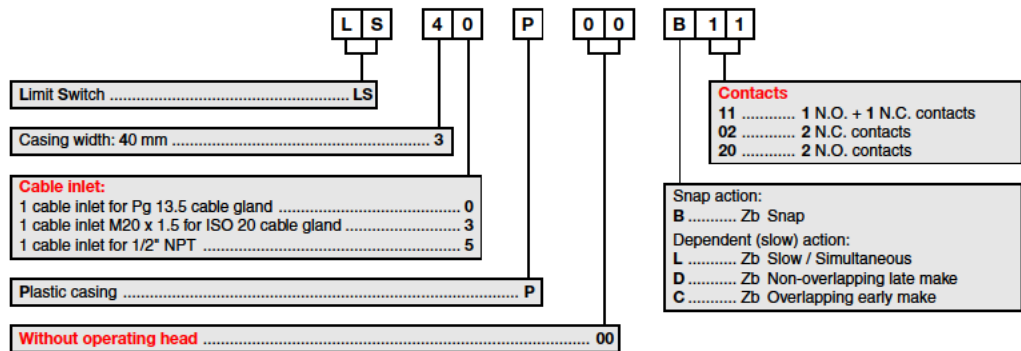 L S 4 0 P 0 0 B 1 1
Limit Switch ...................................................... LS
Casing width: 40 mm .......................................................... 3
Cable inlet:
1 cable inlet for Pg 13.5 cable gland ......................................... 0
1 cable inlet M20 x 1.5 for ISO 20 cable gland .......................... 3
1 cable inlet for 1/2" NPT .......................................................... 5
Plastic casing ........................................................................................... P
Without operating head ....................................................................................... 00
Contacts
11 ............ 1 N.O. + 1 N.C. contacts
02 ............ 2 N.C. contacts
20 ............ 2 N.O. contacts
Snap action:
B ........... Zb Snap
Dependent (slow) action:
L ........... Zb Slow / Simultaneous
D ........... Zb Non-overlapping late make
C ........... Zb Overlapping early make